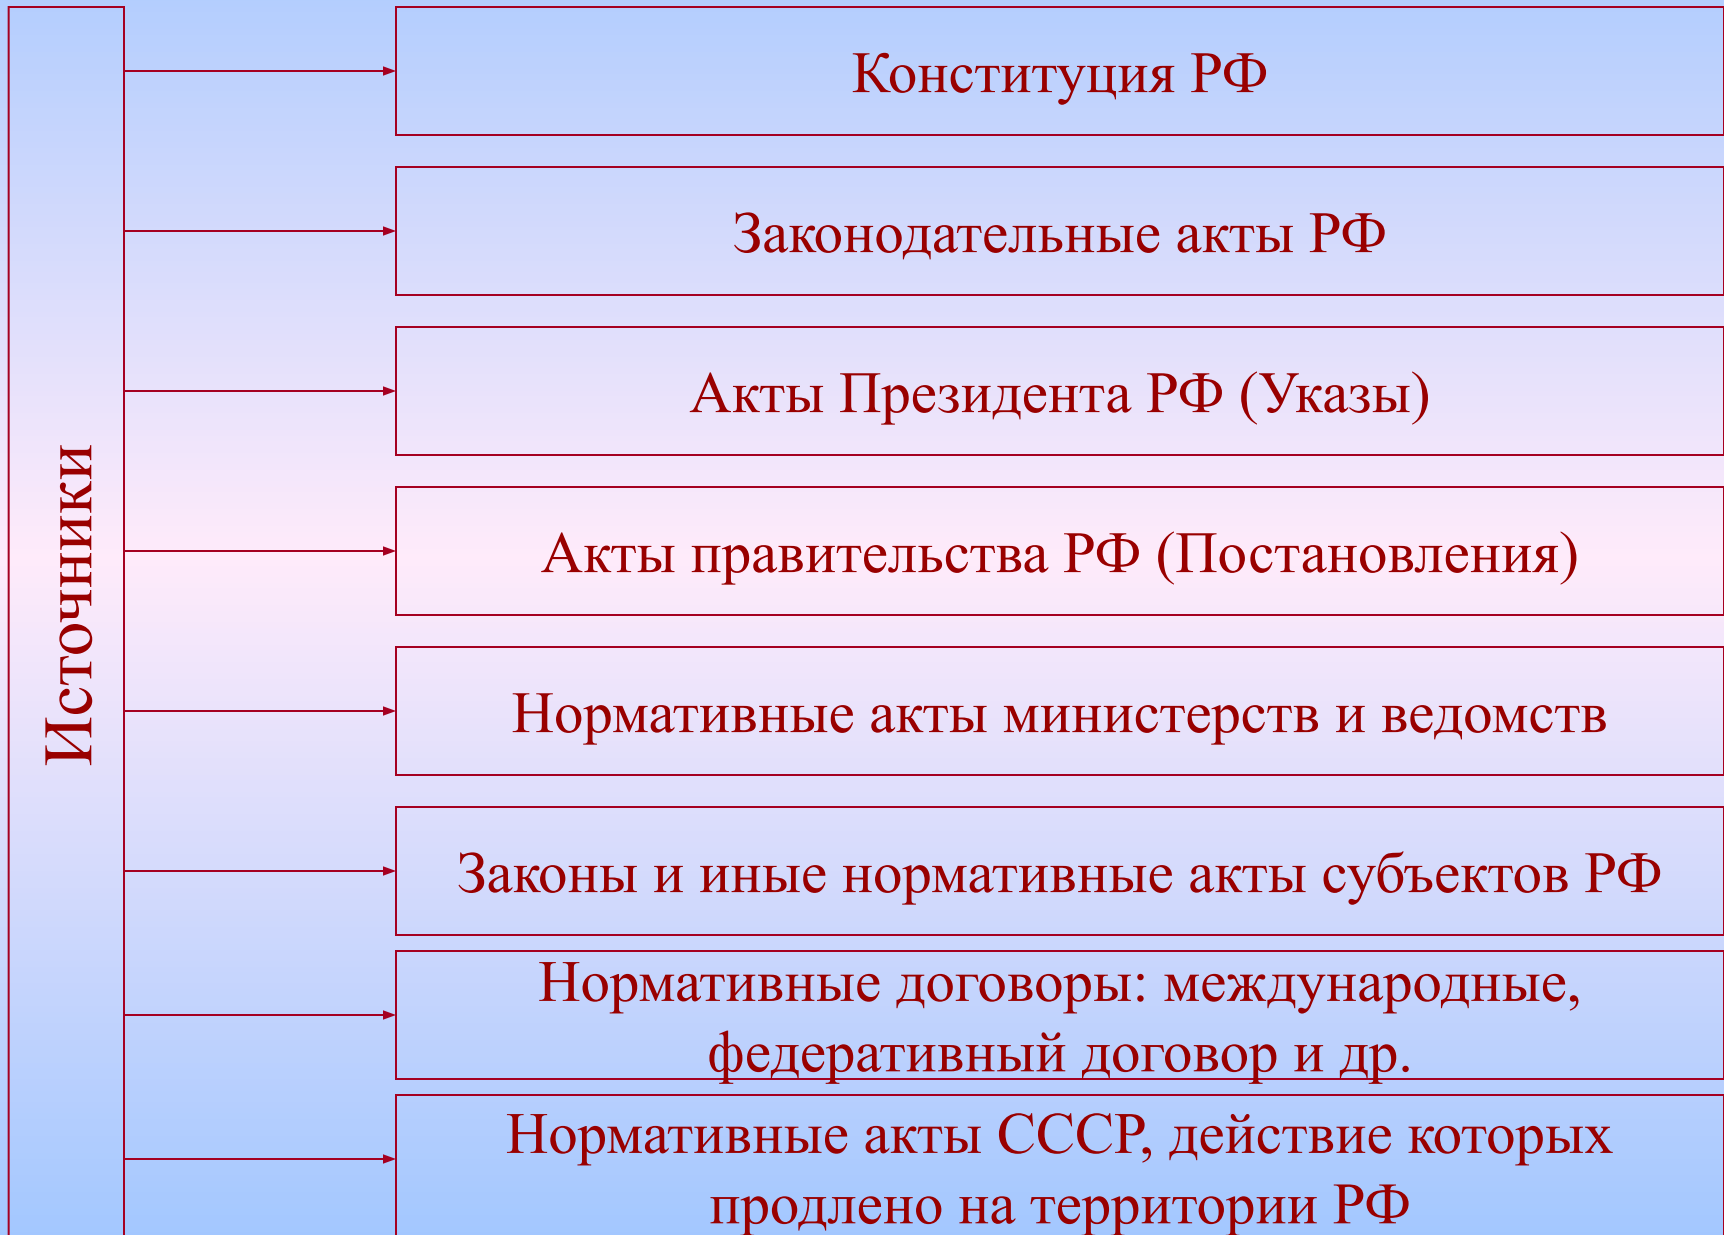 Источники
Конституция РФ
Законодательные акты РФ
Акты Президента РФ (Указы)
Акты правительства РФ (Постановления)
Нормативные акты министерств и ведомств
Законы и иные нормативные акты субъектов РФ
Нормативные договоры: международные,
федеративный договор и др.
Нормативные акты СССР, действие которых
продлено на территории РФ